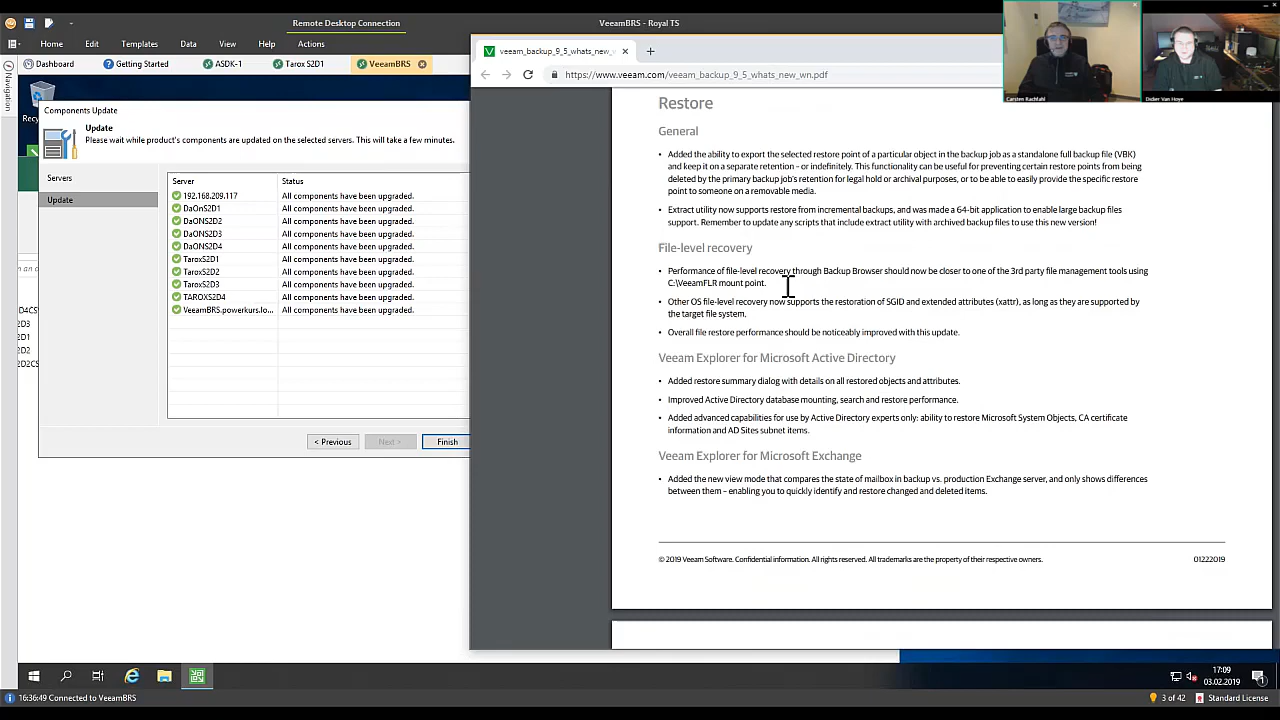 Remote Desktop Connection
VeeamBRS - Royal TS
Home Edit Templates Data View Help Actions
Dashboard Getting Started ASDK-1 Tarox S2D1 VeeamBRS
Navigation
Components Update
Update
Please wait while product's components are updated on the selected servers. This will take a few minutes.
Servers
Update
Server Status
192.168.209.117 All components have been upgraded.
DaOnS2D1 All components have been upgraded.
DaONS2D2 All components have been upgraded.
DaONS2D3 All components have been upgraded.
DaONS2D4 All components have been upgraded.
TaroxS2D1 All components have been upgraded.
TaroxS2D2 All components have been upgraded.
TaroxS2D3 All components have been upgraded.
TAROXS2D4 All components have been upgraded.
VeeamBRS.powerkurs.lo... All components have been upgraded.
< Previous Next > Finish
veeam_backup_9_5_whats_new_
https://www.veeam.com/veeam_backup_9_5_whats_new_wn.pdf
Carsten Rachfahl
Didier Van Hoye
Restore
General
• Added the ability to export the selected restore point of a particular object in the backup job as a standalone full backup file (VBK)
and keep it on a separate retention – or indefinitely. This functionality can be useful for preventing certain restore points from being
deleted by the primary backup job's retention for legal hold or archival purposes, or to be able to easily provide the specific restore
point to someone on a removable media.
• Extract utility now supports restore from incremental backups, and was made a 64-bit application to enable large backup files
support. Remember to update any scripts that include extract utility with archived backup files to use this new version!
File-level recovery
• Performance of file-level recovery through Backup Browser should now be closer to one of the 3rd party file management tools using
C:\VeeamFLR mount point.
• Other OS file-level recovery now supports the restoration of SGID and extended attributes (xattr), as long as they are supported by
the target file system.
• Overall file restore performance should be noticeably improved with this update.
Veeam Explorer for Microsoft Active Directory
• Added restore summary dialog with details on all restored objects and attributes.
• Improved Active Directory database mounting, search and restore performance.
• Added advanced capabilities for use by Active Directory experts only: ability to restore Microsoft System Objects, CA certificate
information and AD Sites subnet items.
Veeam Explorer for Microsoft Exchange
• Added the new view mode that compares the state of mailbox in backup vs. production Exchange server, and only shows differences
between them – enabling you to quickly identify and restore changed and deleted items.
© 2019 Veeam Software. Confidential information. All rights reserved. All trademarks are the property of their respective owners. 01222019
17:09
03.02.2019
16:36:49 Connected to VeeamBRS
3 of 42 Standard License